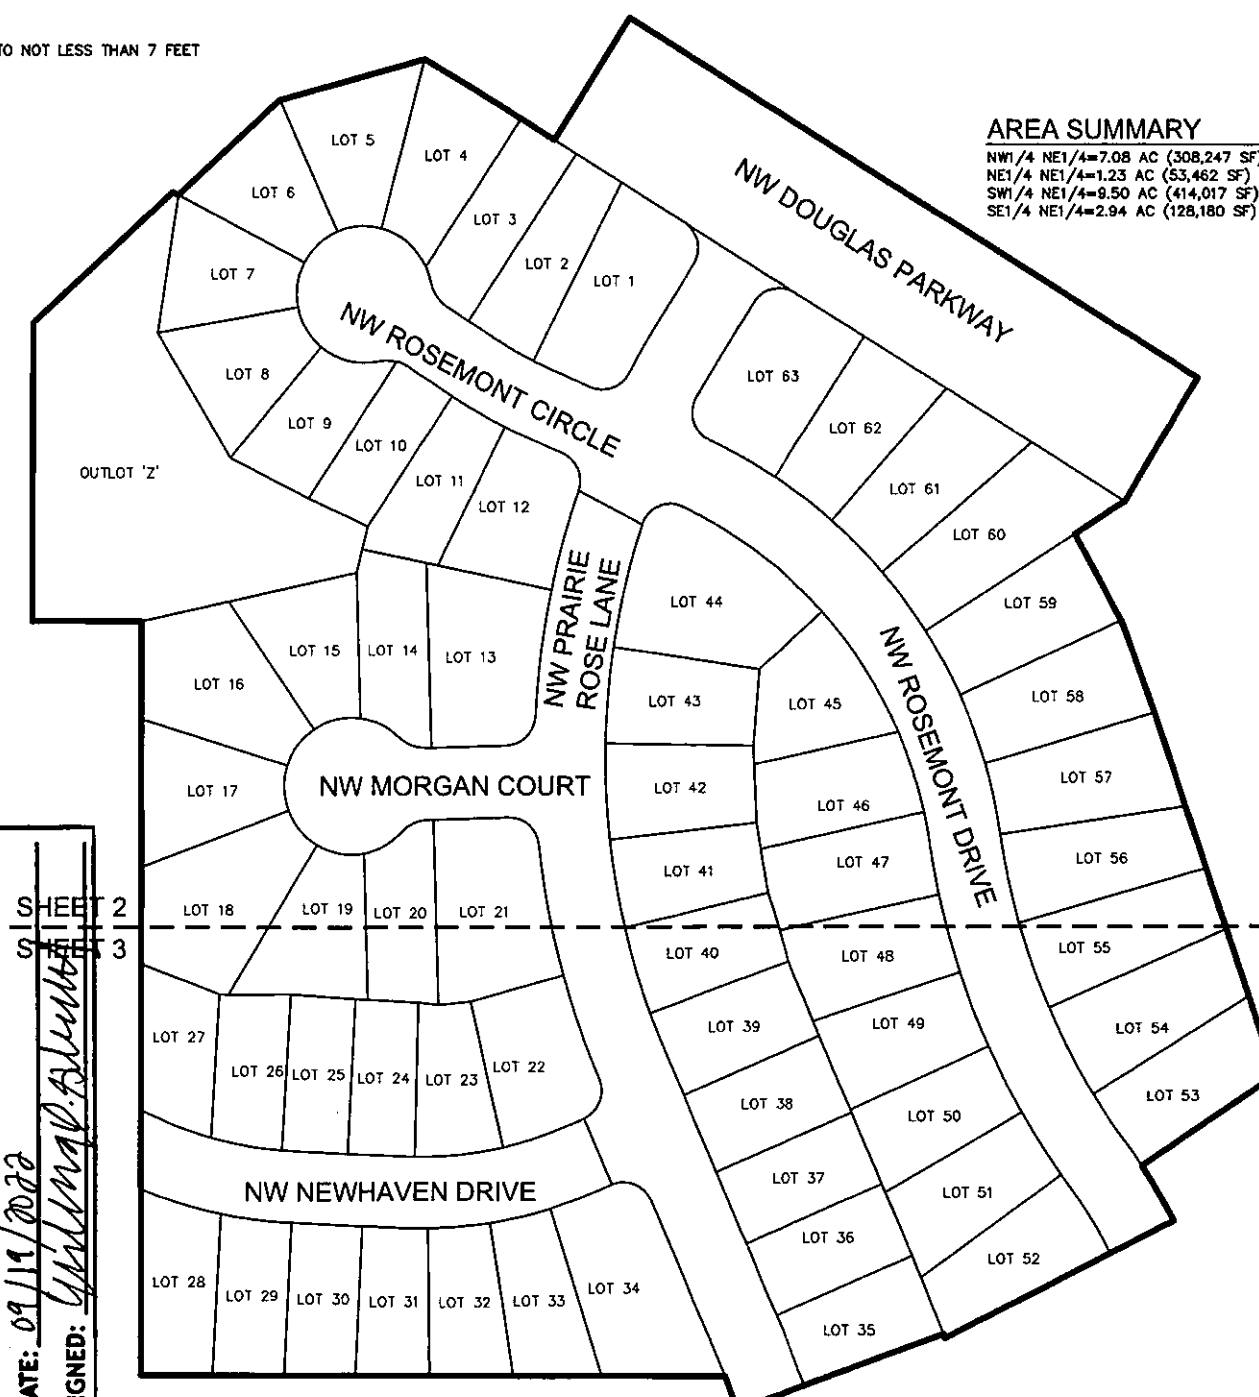 TO NOT LESS THAN 7 FEET
AREA SUMMARY
NW1/4 NE1/4=7.08 AC (308,247 SF)
NE1/4 NE1/4=1.23 AC (53,462 SF)
SW1/4 NE1/4=9.50 AC (414,017 SF)
SE1/4 NE1/4=2.94 AC (128,180 SF)
NW DOUGLAS PARKWAY
LOT 5
LOT 4
LOT 6
LOT 3
LOT 2
LOT 1
LOT 7
NW ROSEMONT CIRCLE
LOT 8
LOT 63
LOT 9
LOT 10
LOT 62
LOT 11
LOT 12
OUTLOT 'Z'
LOT 61
LOT 60
NW PRAIRIE
ROSE LANE
LOT 44
LOT 59
LOT 15
LOT 14
LOT 13
LOT 16
NW ROSEMONT DRIVE
LOT 43
LOT 45
LOT 58
LOT 17
NW MORGAN COURT
LOT 42
LOT 46
LOT 57
LOT 41
LOT 47
LOT 56
SHEET 2
LOT 18
LOT 19
LOT 20
LOT 21
SHEET 3
LOT 40
LOT 48
LOT 55
LOT 27
LOT 39
LOT 49
LOT 54
LOT 26
LOT 25
LOT 24
LOT 23
LOT 22
LOT 38
LOT 50
LOT 53
NW NEWHAVEN DRIVE
LOT 37
LOT 51
LOT 36
LOT 52
LOT 28
LOT 29
LOT 30
LOT 31
LOT 32
LOT 33
LOT 34
LOT 35
ATE: 09/19/2022
IGNED: